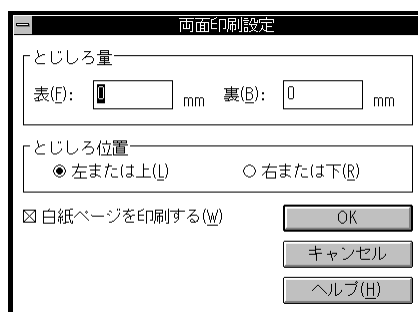 両面印刷設定
とじしろ量
表(F): 0 mm 裏(B): 0 mm
とじしろ位置
左または上(L) 右または下(R)
白紙ページを印刷する(W) OK
キャンセル
ヘルプ(H)